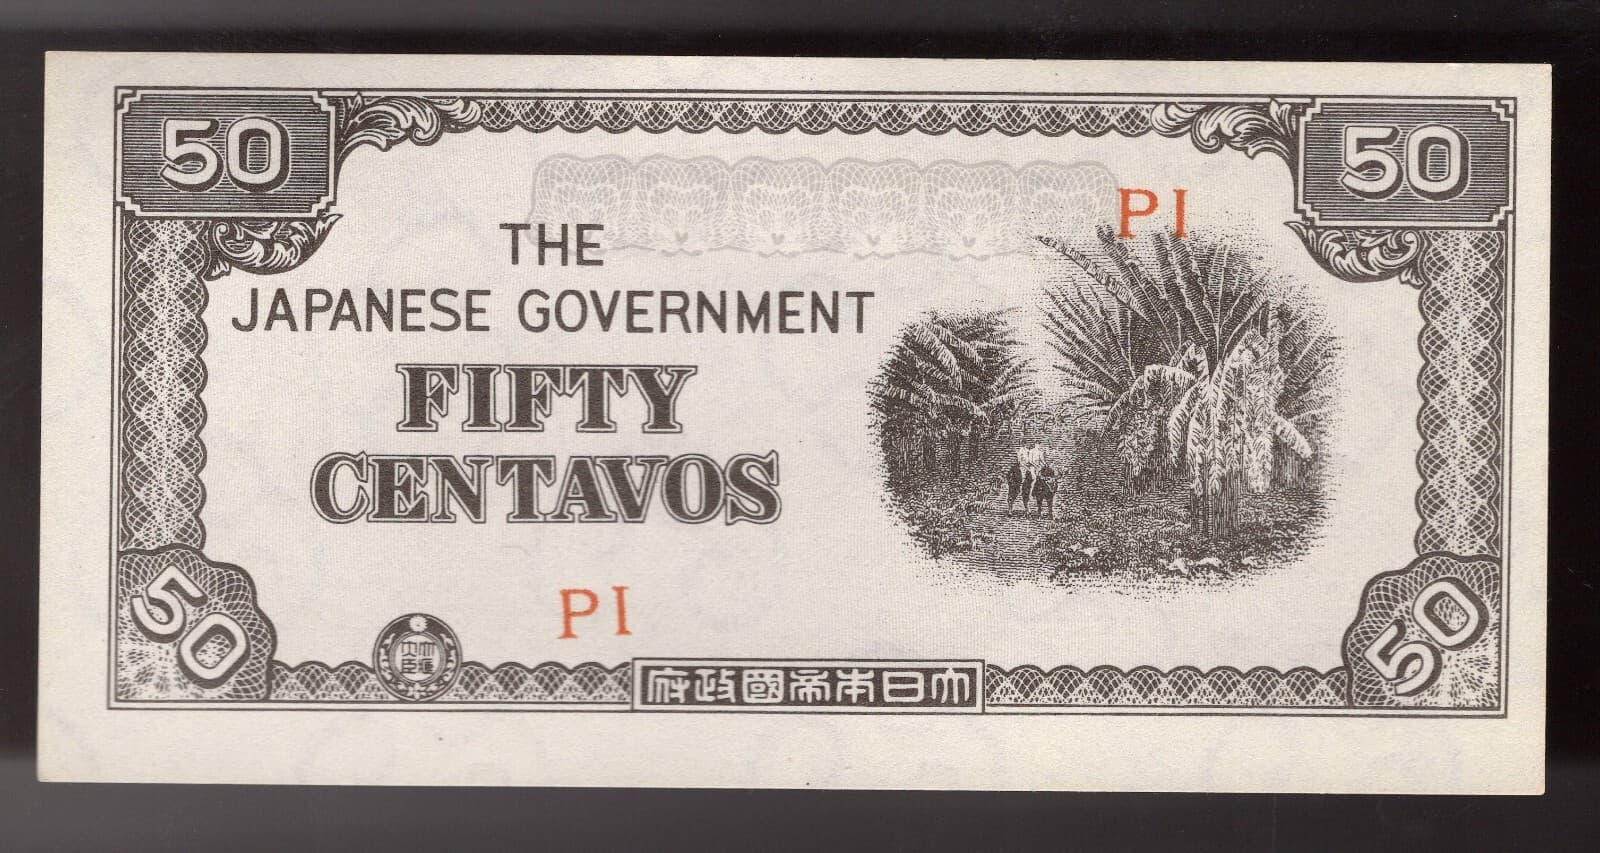 50
50
PI
THE
JAPANESE GOVERNMENT
FIFTY
CENTAVOS
PI
50
府政國帝本日大
50